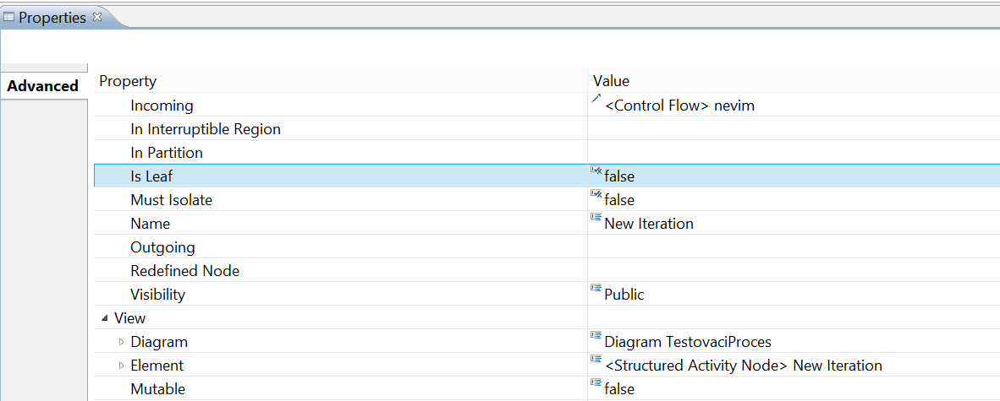 Properties
Advanced
Property Value
Incoming <Control Flow> nevim
In Interruptible Region
In Partition
Is Leaf false
Must Isolate false
Name New Iteration
Outgoing
Redefined Node
Visibility Public
View
Diagram Diagram TestovaciProces
Element <Structured Activity Node> New Iteration
Mutable false